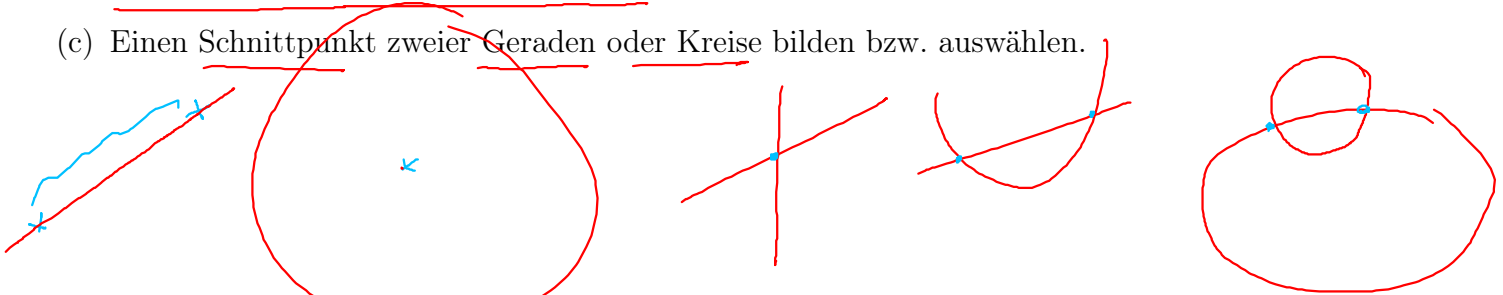 (c) Einen Schnittpunkt zweier Geraden oder Kreise bilden bzw. auswählen.